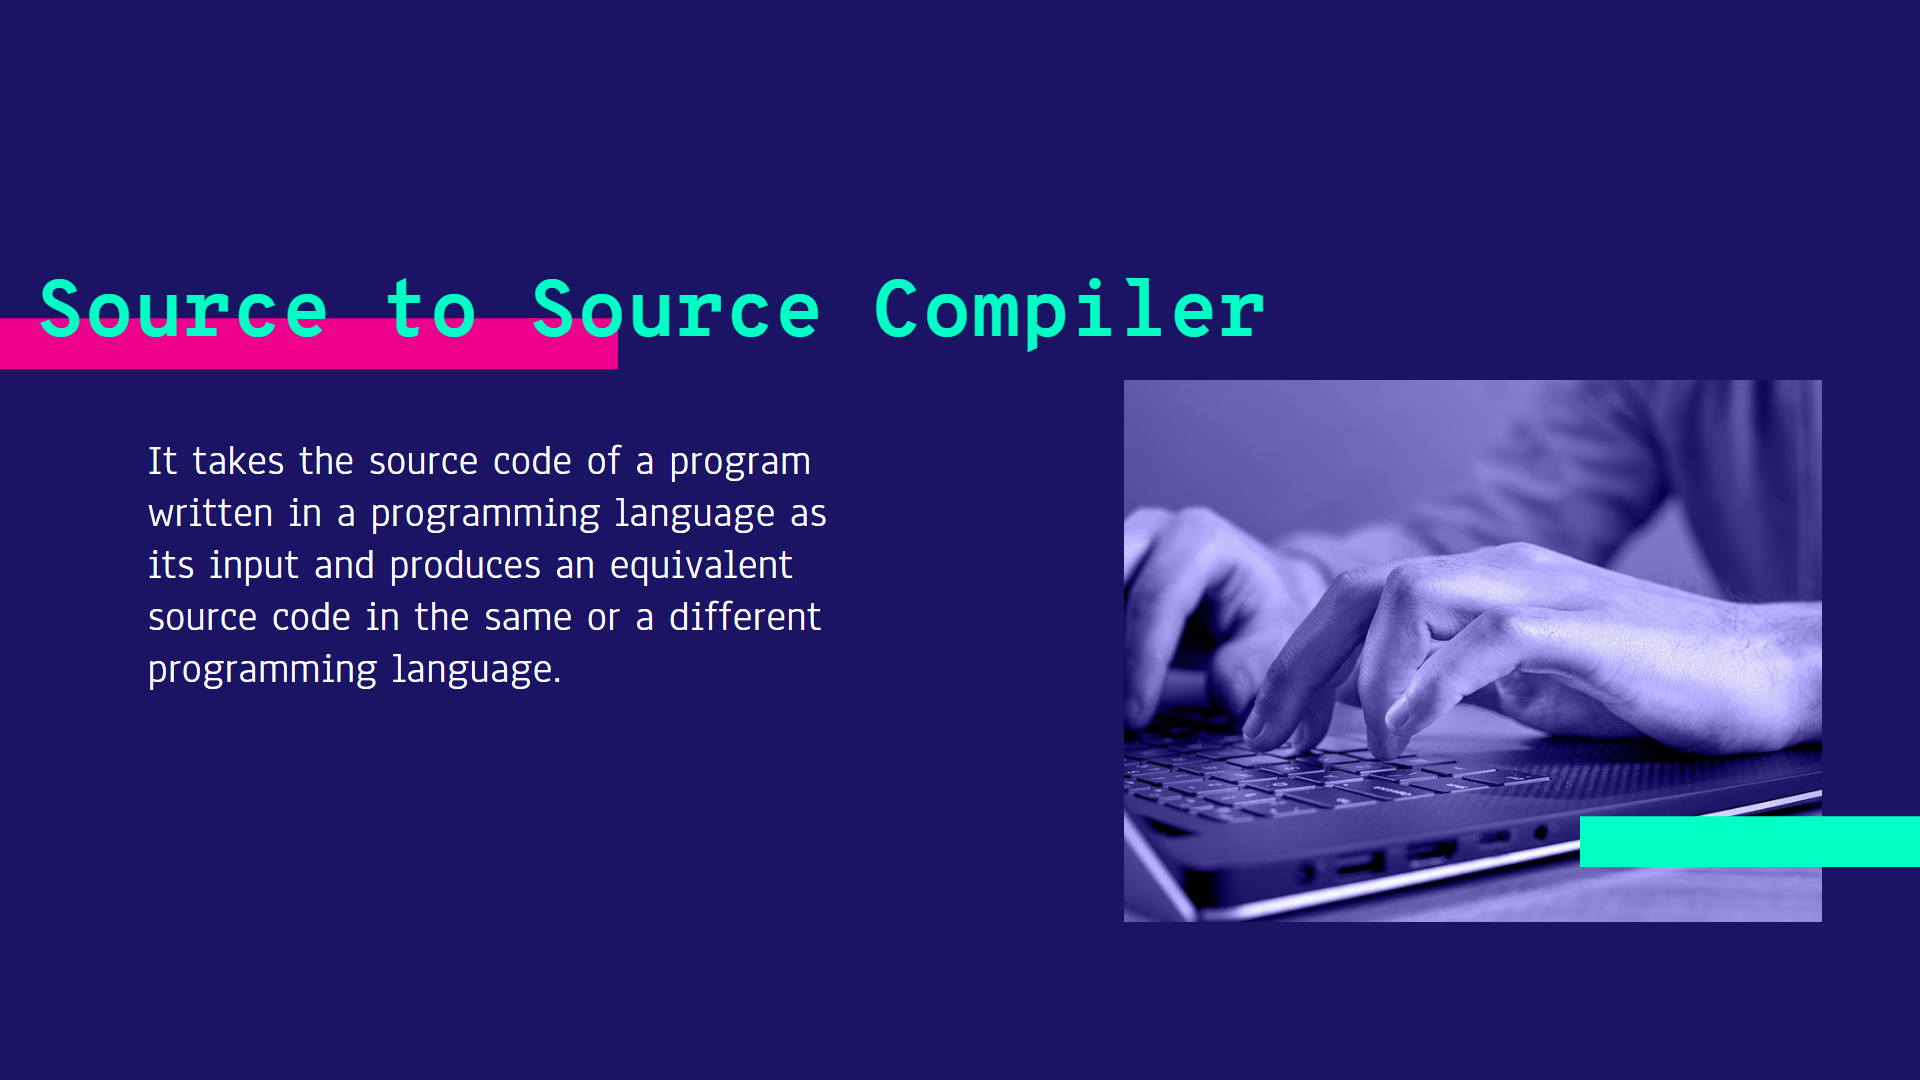 Source to Source Compiler
It takes the source code of a program
written in a programming language as
its input and produces an equivalent
source code in the same or a different
programming language.